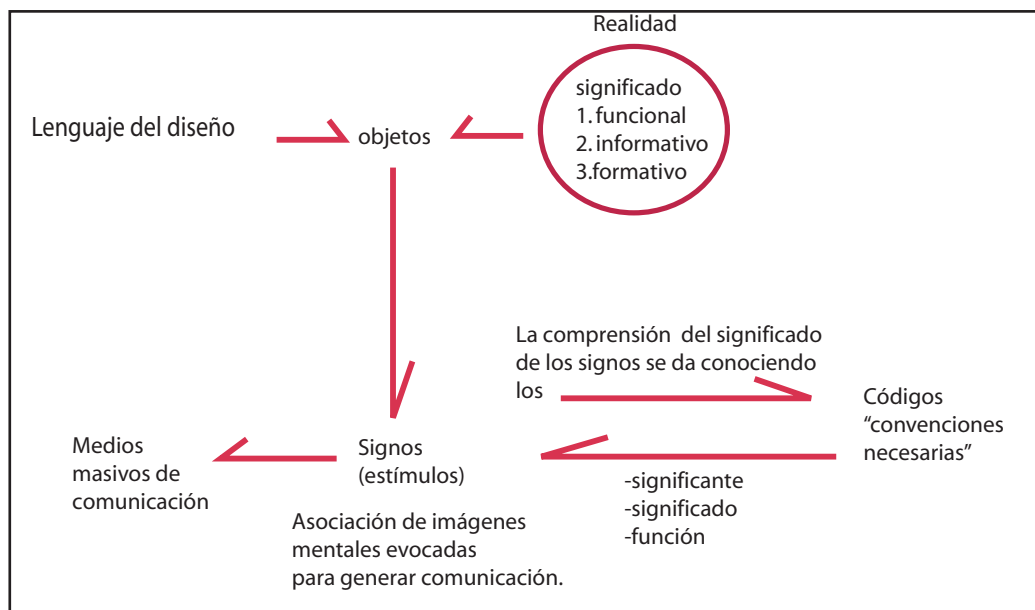 Realidad
significado
1. funcional
2. informativo
3.formativo
Lenguaje del diseño
objetos
La comprensión del significado
de los signos se da conociendo
los
Códigos
“convenciones
necesarias”
Medios
masivos de
comunicación
Signos
(estímulos)
-significante
-significado
-función
Asociación de imágenes
mentales evocadas
para generar comunicación.